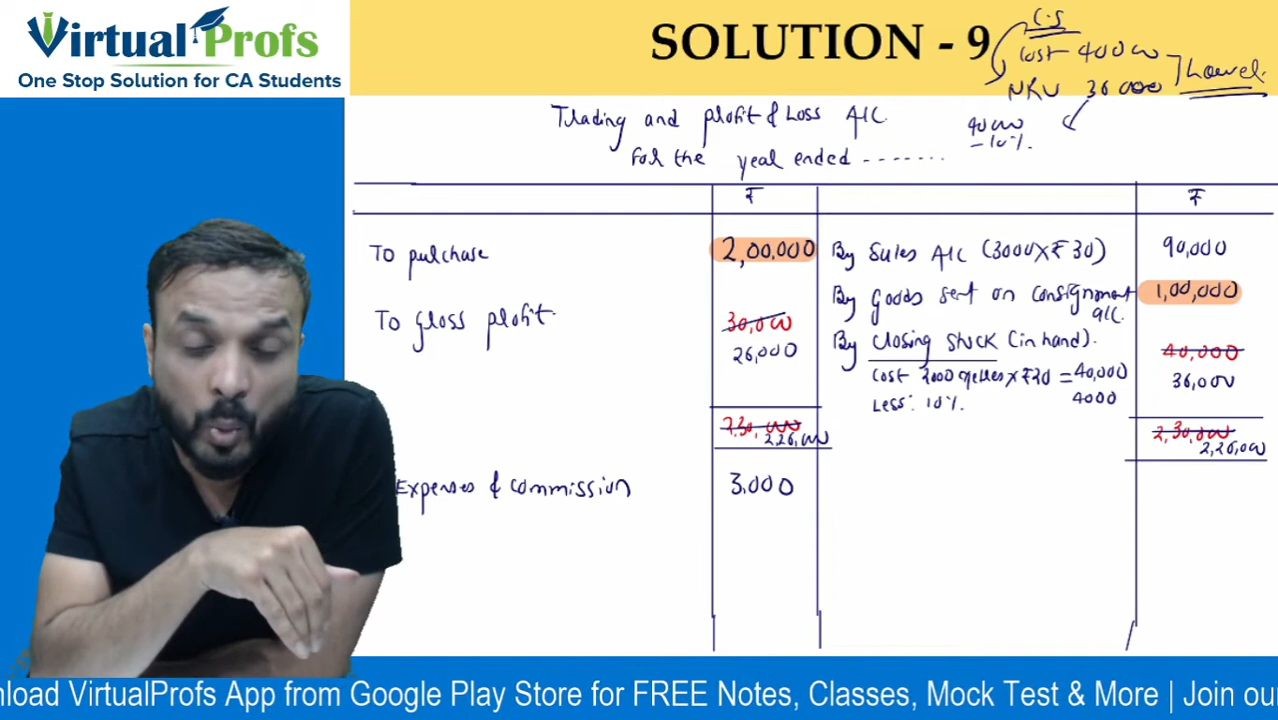 Virtual Profs
One Stop Solution for CA Students
SOLUTION - 9
C.S
Cost 40000
NRV 36000
Lower
40000
-10%.
Trading and profit & Loss A/C
For the year ended -------
₹ ₹
To purchase 2,00,000 By Sales A/C (3000x₹30) 90,000
By Goods sent on consignment a/c. 1,00,000
To Gross profit 30,000
26,000
By closing stock (in hand). 40,000
Cost 2000 x ₹20 = 40,000 36,000
Less: 10%. 4000
2,30,000 2,26,000 2,30,000 2,26,000
Expenses & commission 3,000
nload VirtualProfs App from Google Play Store for FREE Notes, Classes, Mock Test & More | Join ou